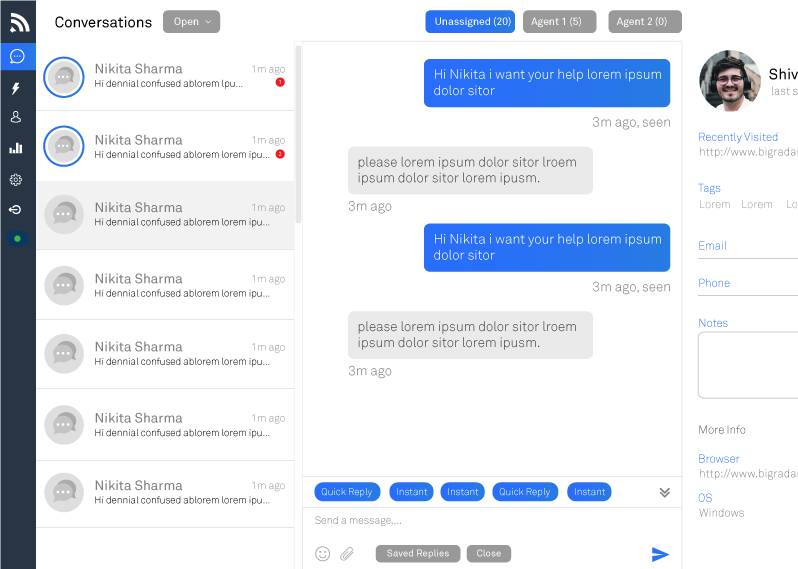 Conversations
Open
Unassigned (20)
Agent 1 (5)
Agent 2 (0)
Nikita Sharma
1m ago
Hi dennial confused ablorem lpu...
1
Nikita Sharma
1m ago
Hi dennial confused ablorem lorem ipu...
Nikita Sharma
1m ago
Hi dennial confused ablorem lorem ipu...
Nikita Sharma
1m ago
Hi dennial confused ablorem lorem ipu...
Nikita Sharma
1m ago
Hi dennial confused ablorem lorem ipu...
Nikita Sharma
1m ago
Hi dennial confused ablorem lorem ipu...
Nikita Sharma
1m ago
Hi dennial confused ablorem lorem ipu...
Hi Nikita i want your help lorem ipsum
dolor sitor
3m ago, seen
please lorem ipsum dolor sitor lroem
ipsum dolor sitor lorem ipusm.
3m ago
Hi Nikita i want your help lorem ipsum
dolor sitor
3m ago, seen
please lorem ipsum dolor sitor lroem
ipsum dolor sitor lorem ipusm.
3m ago
Quick Reply
Instant
Instant
Quick Reply
Instant
Send a message....
Saved Replies
Close
Shiv
last s
Recently Visited
http://www.bigrada
Tags
Lorem
Lorem
Lo
Email
Phone
Notes
More Info
Browser
http://www.bigrada
OS
Windows